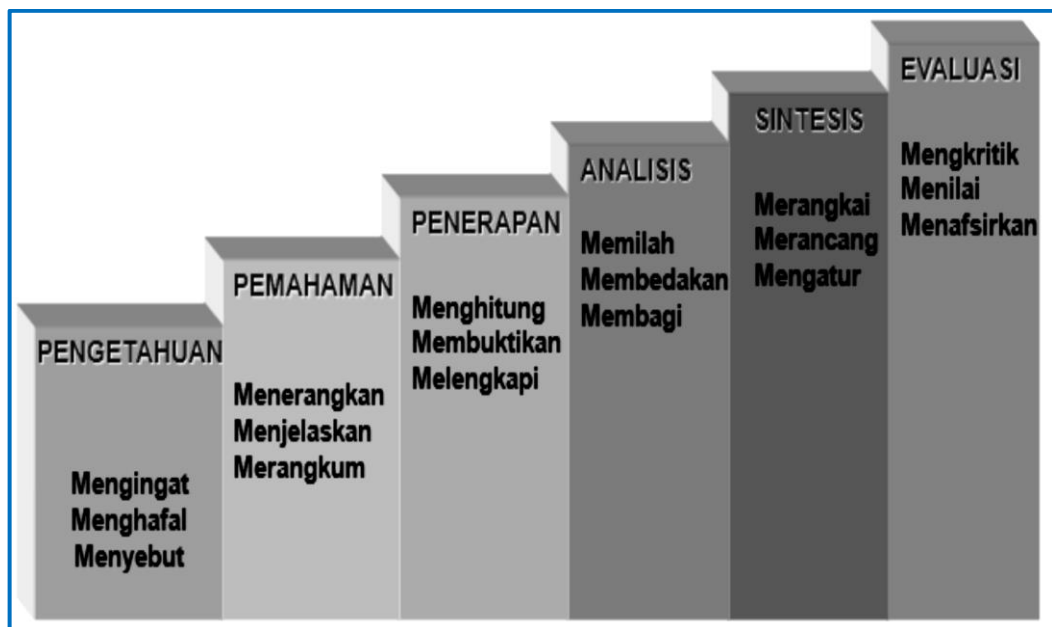 PENGETAHUAN
Mengingat
Menghafal
Menyebut
PEMAHAMAN
Menerangkan
Menjelaskan
Merangkum
PENERAPAN
Menghitung
Membuktikan
Melengkapi
ANALISIS
Memilah
Membedakan
Membagi
SINTESIS
Merangkai
Merancang
Mengatur
EVALUASI
Mengkritik
Menilai
Menafsirkan